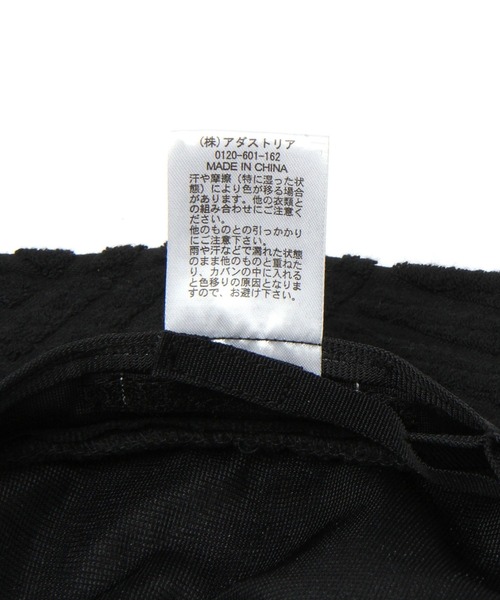 (株)アダストリア
0120-601-162
MADE IN CHINA
汗や摩擦(特に湿った状
態)により色が移る場合
があります。他の衣類と
の組み合わせにご注意く
ださい。
他のものとの引っかかり
にご注意下さい。
雨や汗などで濡れた状態
のまま他のものと重ねた
り、カバンの中に入れる
と色移りの原因となりま
すので、お避け下さい。